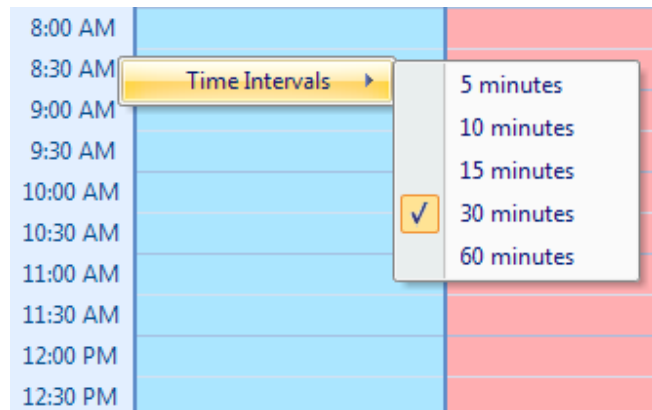 8:00 AM
8:30 AM
9:00 AM
9:30 AM
10:00 AM
10:30 AM
11:00 AM
11:30 AM
12:00 PM
12:30 PM
Time Intervals
5 minutes
10 minutes
15 minutes
30 minutes
60 minutes